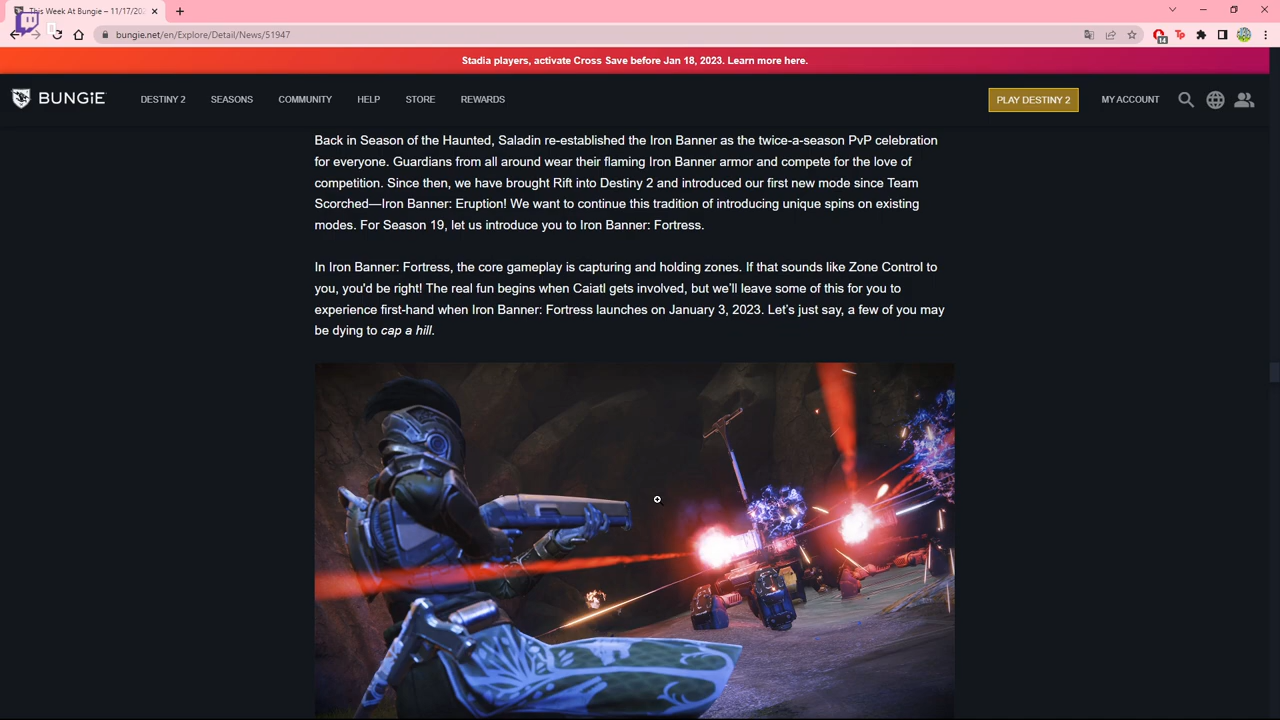 This Week At Bungie – 11/17/202
bungie.net/en/Explore/Detail/News/51947
14
Stadia players, activate Cross Save before Jan 18, 2023. Learn more here.
BUNGiE DESTINY 2 SEASONS COMMUNITY HELP STORE REWARDS PLAY DESTINY 2 MY ACCOUNT
Back in Season of the Haunted, Saladin re-established the Iron Banner as the twice-a-season PvP celebration
for everyone. Guardians from all around wear their flaming Iron Banner armor and compete for the love of
competition. Since then, we have brought Rift into Destiny 2 and introduced our first new mode since Team
Scorched—Iron Banner: Eruption! We want to continue this tradition of introducing unique spins on existing
modes. For Season 19, let us introduce you to Iron Banner: Fortress.
In Iron Banner: Fortress, the core gameplay is capturing and holding zones. If that sounds like Zone Control to
you, you'd be right! The real fun begins when Caiatl gets involved, but we'll leave some of this for you to
experience first-hand when Iron Banner: Fortress launches on January 3, 2023. Let's just say, a few of you may
be dying to cap a hill.